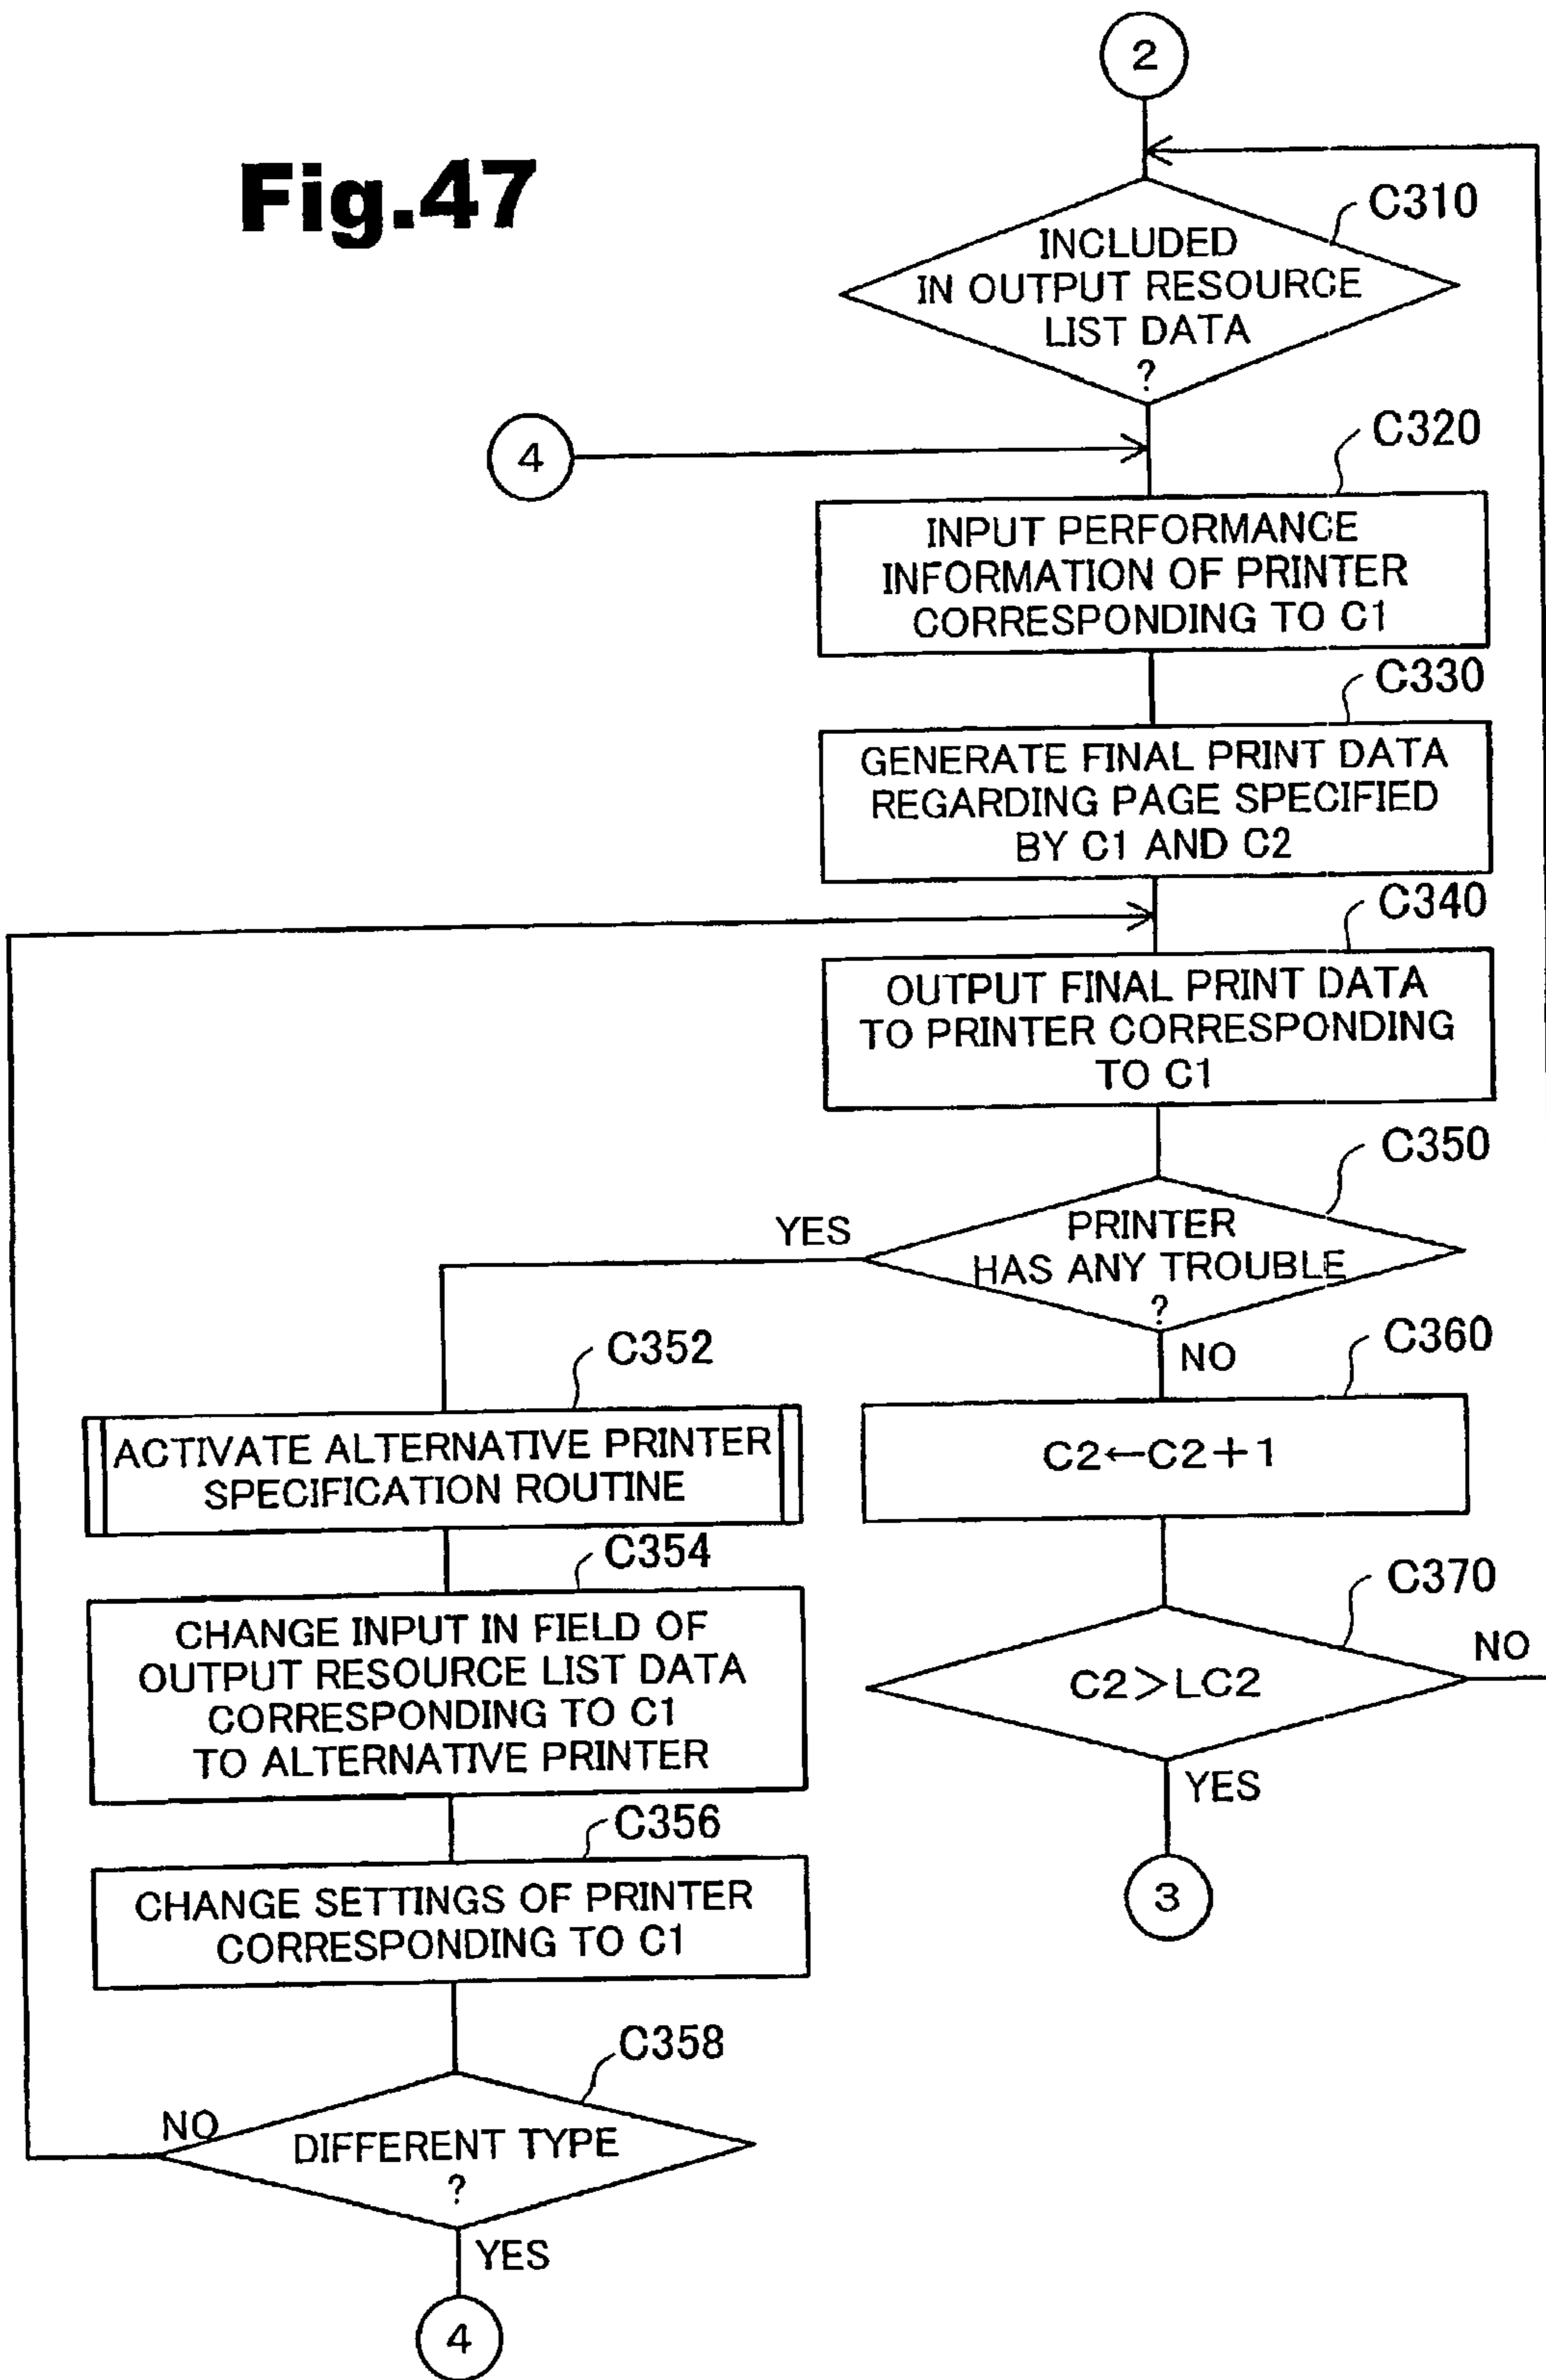 2
Fig.47
C310
INCLUDED
IN OUTPUT RESOURCE
LIST DATA
?
4
C320
INPUT PERFORMANCE
INFORMATION OF PRINTER
CORRESPONDING TO C1
C330
GENERATE FINAL PRINT DATA
REGARDING PAGE SPECIFIED
BY C1 AND C2
C340
OUTPUT FINAL PRINT DATA
TO PRINTER CORRESPONDING
TO C1
C350
YES
PRINTER
HAS ANY TROUBLE
?
NO
C360
C2←C2+1
C370
C2>LC2
NO
YES
3
C352
ACTIVATE ALTERNATIVE PRINTER
SPECIFICATION ROUTINE
C354
CHANGE INPUT IN FIELD OF
OUTPUT RESOURCE LIST DATA
CORRESPONDING TO C1
TO ALTERNATIVE PRINTER
C356
CHANGE SETTINGS OF PRINTER
CORRESPONDING TO C1
C358
NO
DIFFERENT TYPE
?
YES
4